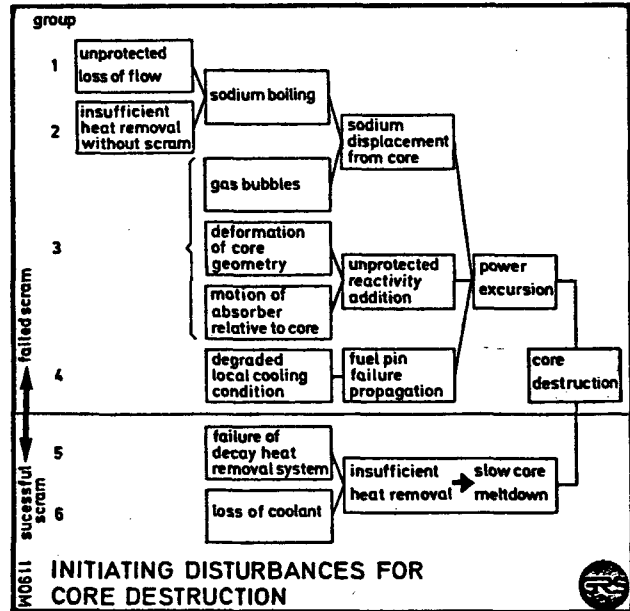 group
1
unprotected
loss of flow
2
insufficient
heat removal
without scram
sodium boiling
sodium
displacement
from core
gas bubbles
3
deformation
of core
geometry
motion of
absorber
relative to core
unprotected
reactivity
addition
power
excursion
4
degraded
local cooling
condition
fuel pin
failure
propagation
core
destruction
failed scram
sucessful
scram
5
failure of
decay heat
removal system
6
loss of coolant
insufficient
heat removal
slow core
meltdown
1190M
INITIATING DISTURBANCES FOR
CORE DESTRUCTION
GRS